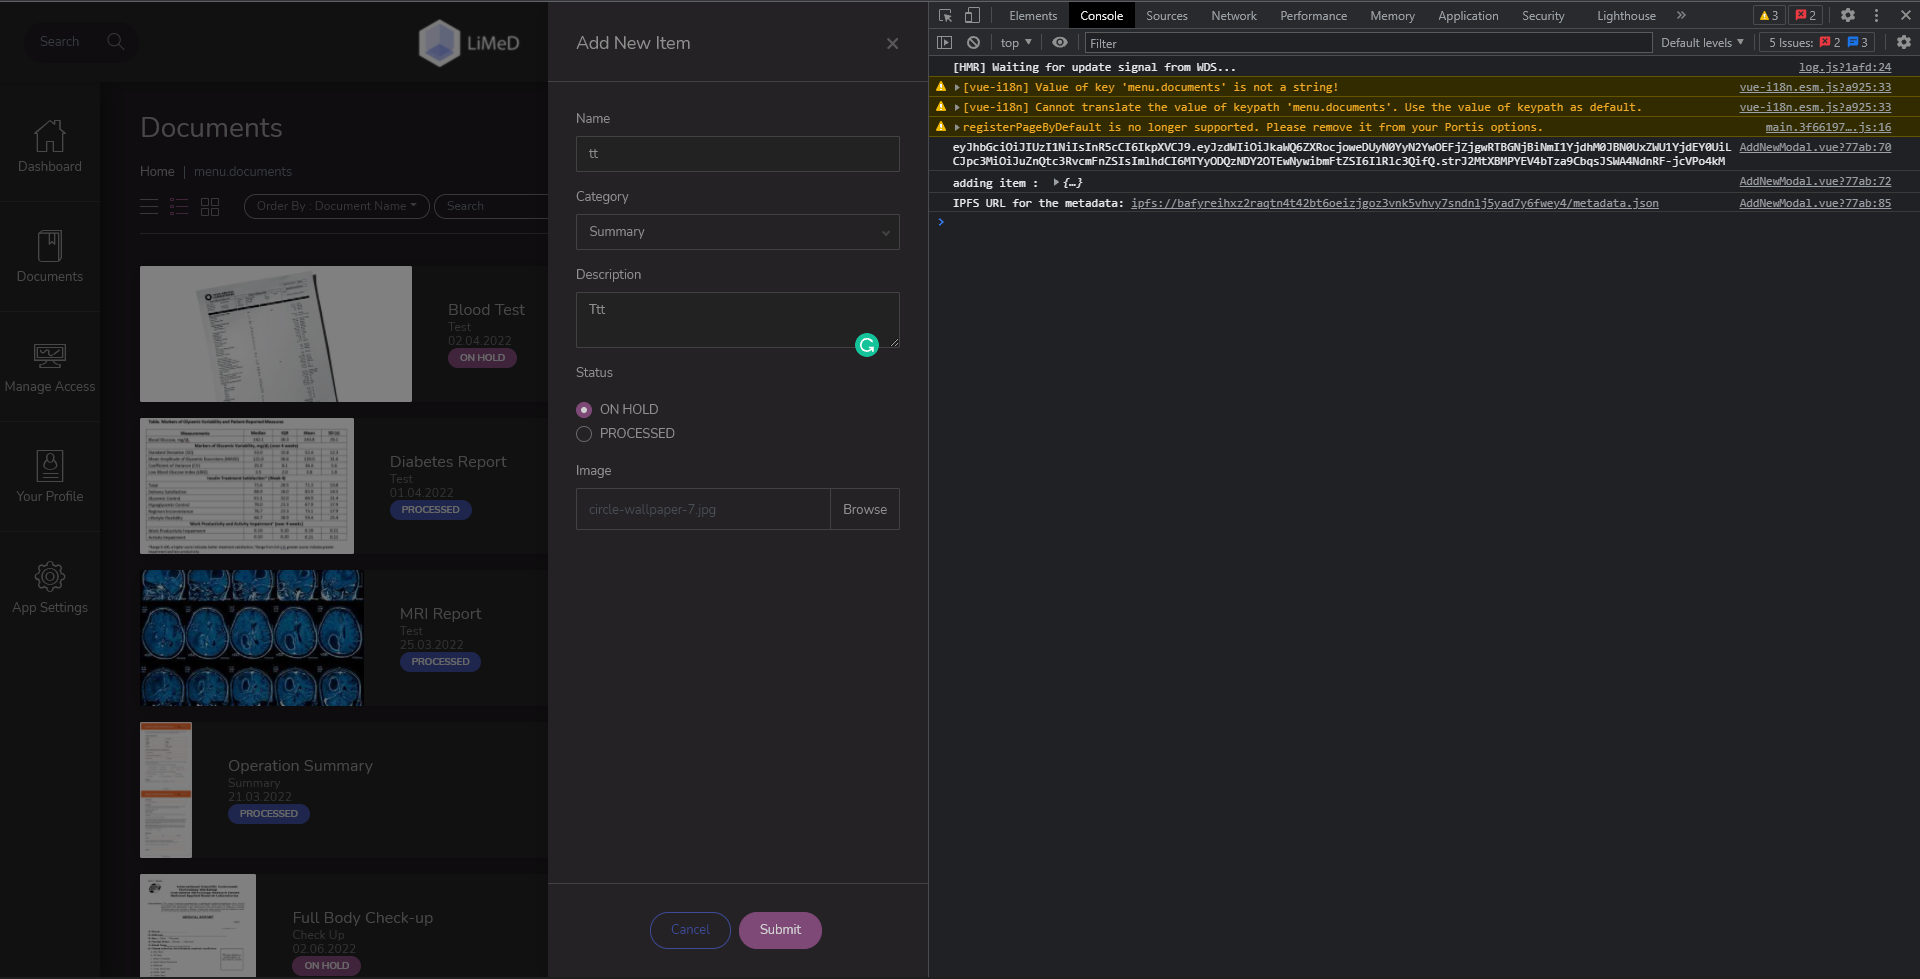 Search
LiMeD
Dashboard
Documents
Manage Access
Your Profile
App Settings
Documents
Home | menu.documents
Order By : Document Name
Search
Blood Test
Test
02.04.2022
ON HOLD
Diabetes Report
Test
01.04.2022
PROCESSED
MRI Report
Test
25.03.2022
PROCESSED
Operation Summary
Summary
21.03.2022
PROCESSED
Full Body Check-up
Check Up
02.06.2022
ON HOLD
MEDICAL REPORT
Add New Item
Name
tt
Category
Summary
Description
Ttt
Status
ON HOLD
PROCESSED
Image
circle-wallpaper-7.jpg Browse
Cancel Submit
Elements Console Sources Network Performance Memory Application Security Lighthouse 3 2
top Filter Default levels 5 Issues: 2 3
[HMR] Waiting for update signal from WDS... log.js?1afd:24
[vue-i18n] Value of key 'menu.documents' is not a string! vue-i18n.esm.js?a925:33
[vue-i18n] Cannot translate the value of keypath 'menu.documents'. Use the value of keypath as default. vue-i18n.esm.js?a925:33
registerPageByDefault is no longer supported. Please remove it from your Portis options. main.3f66197….js:16
AddNewModal.vue?77ab:70
adding item : {…} AddNewModal.vue?77ab:72
IPFS URL for the metadata: ipfs://bafyreihxz2raqtn4t42bt6oeizjgoz3vnk5vhvy7sndnlj5yad7y6fwey4/metadata.json AddNewModal.vue?77ab:85